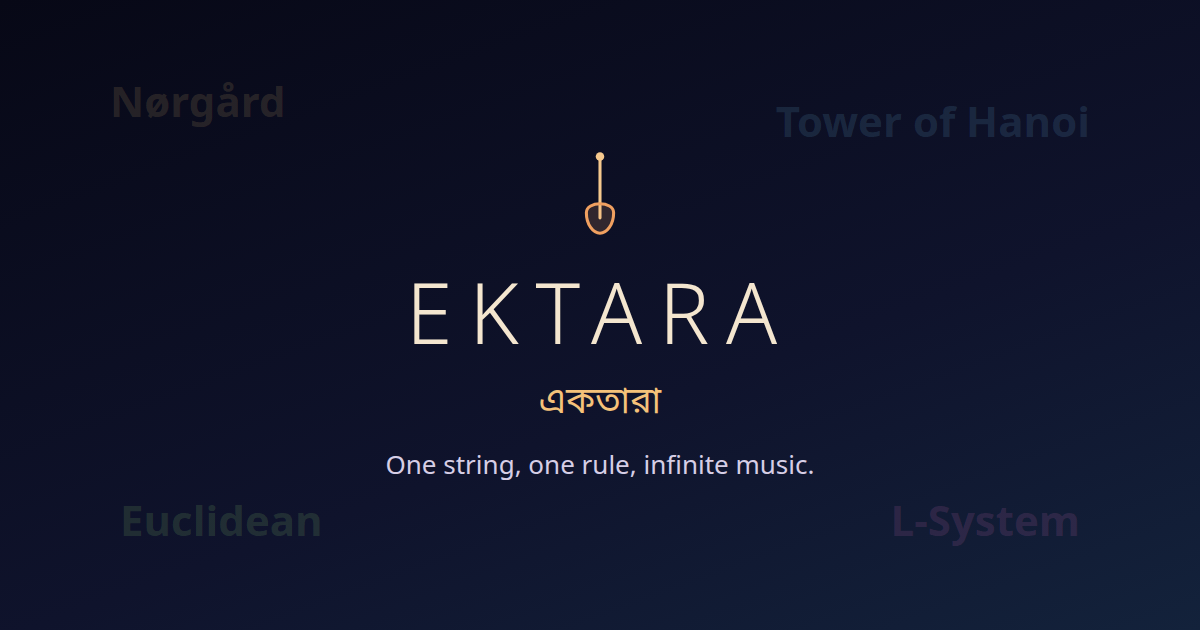 Nørgård
Tower of Hanoi
EKTARA
একতারা
One string, one rule, infinite music.
Euclidean
L-System